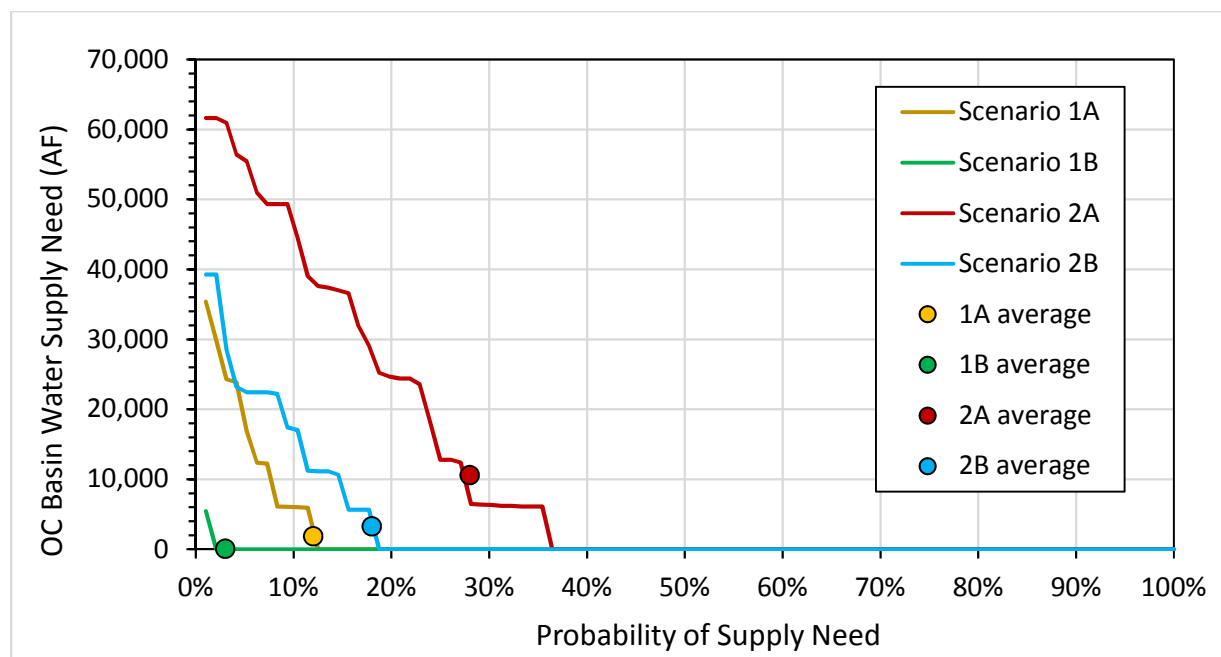 70,000
60,000
50,000
40,000
30,000
20,000
10,000
0
OC Basin Water Supply Need (AF)
0% 10% 20% 30% 40% 50% 60% 70% 80% 90% 100%
Probability of Supply Need
Scenario 1A
Scenario 1B
Scenario 2A
Scenario 2B
1A average
1B average
2A average
2B average